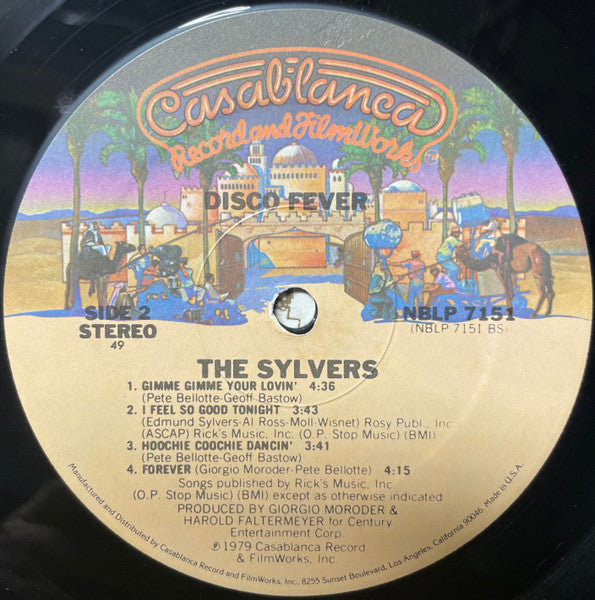 Casablanca
Record and FilmWorks
DISCO FEVER
SIDE 2
STEREO
49
NBLP 7151
(NBLP 7151 BS)
THE SYLVERS
1. GIMME GIMME YOUR LOVIN' 4:36
(Pete Bellotte-Geoff Bastow)
2. I FEEL SO GOOD TONIGHT 3:43
(Edmund Sylvers-Al Ross-Moll-Wisnet) Rosy Publ., Inc.
(ASCAP) Rick's Music, Inc. (O.P. Stop Music) (BMI)
3. HOOCHIE COOCHIE DANCIN' 3:41
(Pete Bellotte-Geoff Bastow)
4. FOREVER (Giorgio Moroder-Pete Bellotte) 4:15
Songs published by Rick's Music, Inc.
(O.P. Stop Music) (BMI) except as otherwise indicated
PRODUCED BY GIORGIO MORODER &
HAROLD FALTERMEYER for Century
Entertainment Corp.
℗ 1979 Casablanca Record
& FilmWorks, Inc.
Manufactured and Distributed by Casablanca Record and FilmWorks, Inc., 8255 Sunset Boulevard, Los Angeles, California 90046. Made in U.S.A.